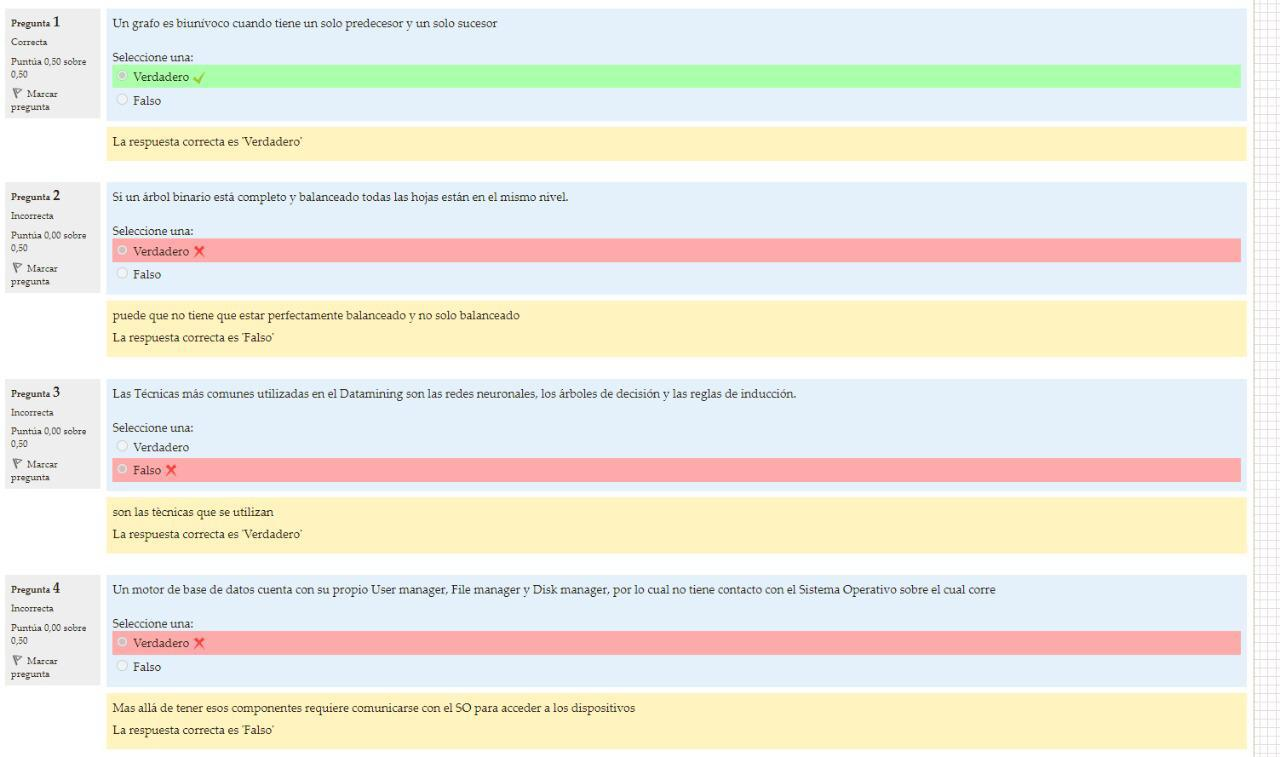 Pregunta 1
Correcta
Puntúa 0,50 sobre
0,50
Marcar
pregunta
Un grafo es biunívoco cuando tiene un solo predecesor y un solo sucesor
Seleccione una:
Verdadero
Falso
La respuesta correcta es 'Verdadero'
Pregunta 2
Incorrecta
Puntúa 0,00 sobre
0,50
Marcar
pregunta
Si un árbol binario está completo y balanceado todas las hojas están en el mismo nivel.
Seleccione una:
Verdadero
Falso
puede que no tiene que estar perfectamente balanceado y no solo balanceado
La respuesta correcta es 'Falso'
Pregunta 3
Incorrecta
Puntúa 0,00 sobre
0,50
Marcar
pregunta
Las Técnicas más comunes utilizadas en el Datamining son las redes neuronales, los árboles de decisión y las reglas de inducción.
Seleccione una:
Verdadero
Falso
son las tècnicas que se utilizan
La respuesta correcta es 'Verdadero'
Pregunta 4
Incorrecta
Puntúa 0,00 sobre
0,50
Marcar
pregunta
Un motor de base de datos cuenta con su propio User manager, File manager y Disk manager, por lo cual no tiene contacto con el Sistema Operativo sobre el cual corre
Seleccione una:
Verdadero
Falso
Mas allá de tener esos componentes requiere comunicarse con el SO para acceder a los dispositivos
La respuesta correcta es 'Falso'